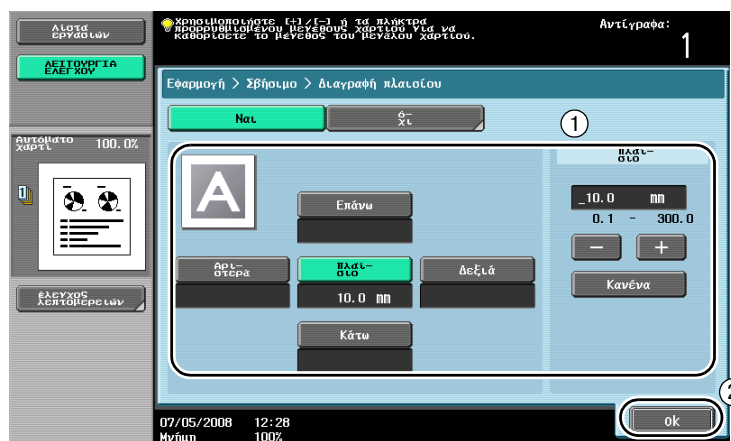 Λίστα
εργασιών
ΛΕΙΤΟΥΡΓΙΑ
ΕΛΕΓΧΟΥ
Χρησιμοποιήστε [+]/[-] ή τα πλήκτρα
προρρυθμισμένου μεγέθους χαρτιού για να
καθορίσετε το μέγεθος του μεγάλου χαρτιού.
Αντίγραφα:
1
Εφαρμογή > Σβήσιμο > Διαγραφή πλαισίου
Ναι
ό-
χι
1
Αυτόματο
χαρτί
100.0%
1
A
Επάνω
Αρι-
στερά
Πλαί-
σιο
Δεξιά
10.0 mm
Κάτω
Πλαί-
σιο
_10.0 mm
0.1 - 300.0
− +
Κανένα
έλεγχος
λεπτομερειών
2
ok
07/05/2008 12:28
Μνήμη 100%